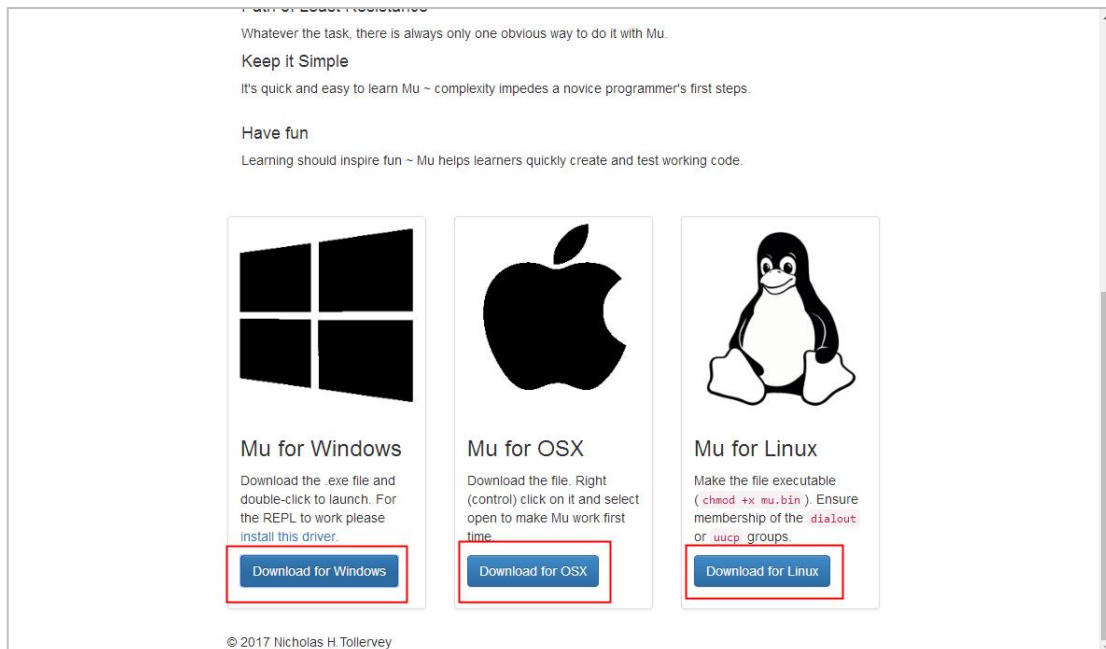 Path of Least Resistance
Whatever the task, there is always only one obvious way to do it with Mu.
Keep it Simple
It's quick and easy to learn Mu ~ complexity impedes a novice programmer's first steps.
Have fun
Learning should inspire fun ~ Mu helps learners quickly create and test working code.
Mu for Windows
Download the .exe file and
double-click to launch. For
the REPL to work please
install this driver.
Download for Windows
Mu for OSX
Download the file. Right
(control) click on it and select
open to make Mu work first
time.
Download for OSX
Mu for Linux
Make the file executable
( chmod +x mu.bin ). Ensure
membership of the dialout
or uucp groups.
Download for Linux
© 2017 Nicholas H.Tollervey